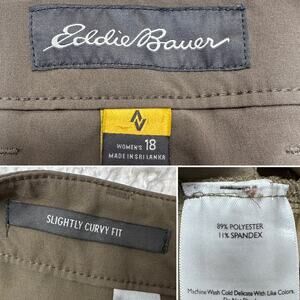 Eddie Bauer
WOMEN'S 18
MADE IN SRI LANKA
SLIGHTLY CURVY FIT
89% POLYESTER
11% SPANDEX
Machine Wash Cold Delicate With Like Colors.